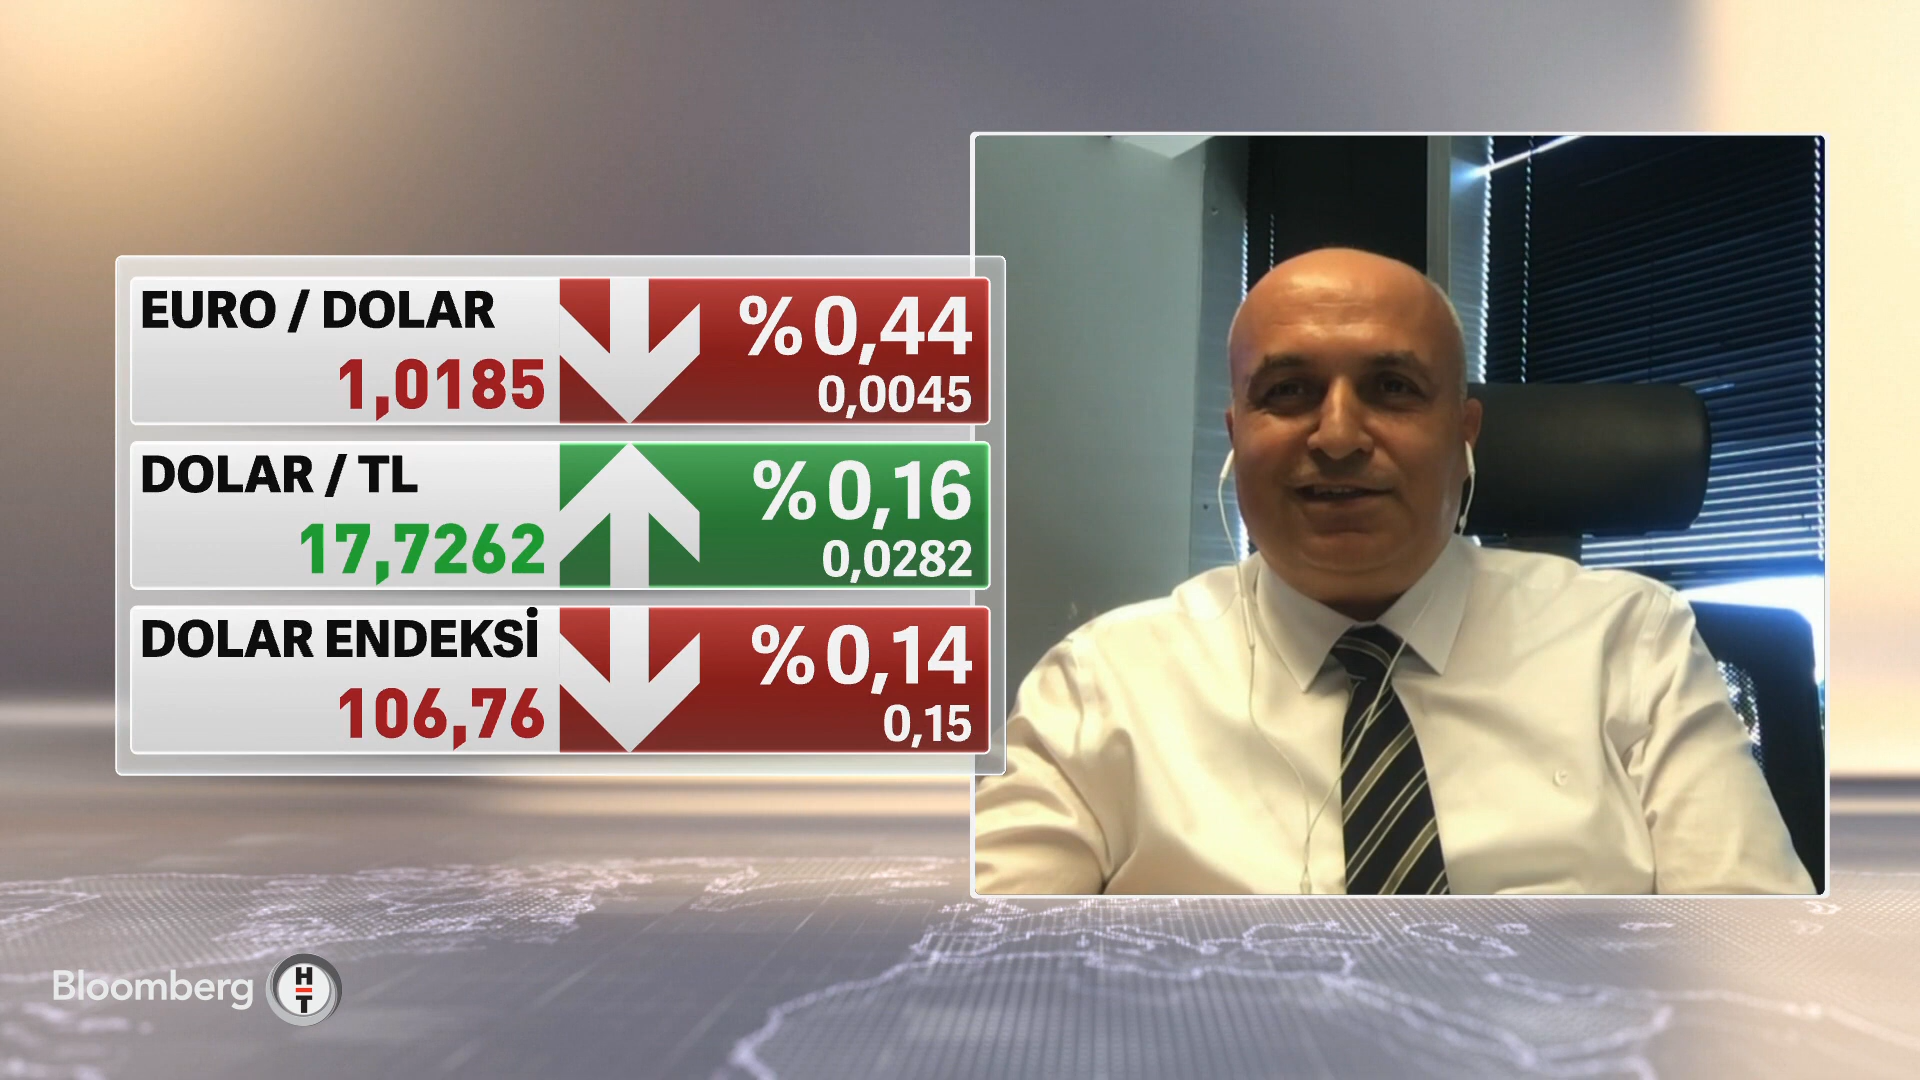 EURO / DOLAR
1,0185
%0,44
0,0045
DOLAR / TL
17,7262
%0,16
0,0282
DOLAR ENDEKSİ
106,76
%0,14
0,15
Bloomberg HT